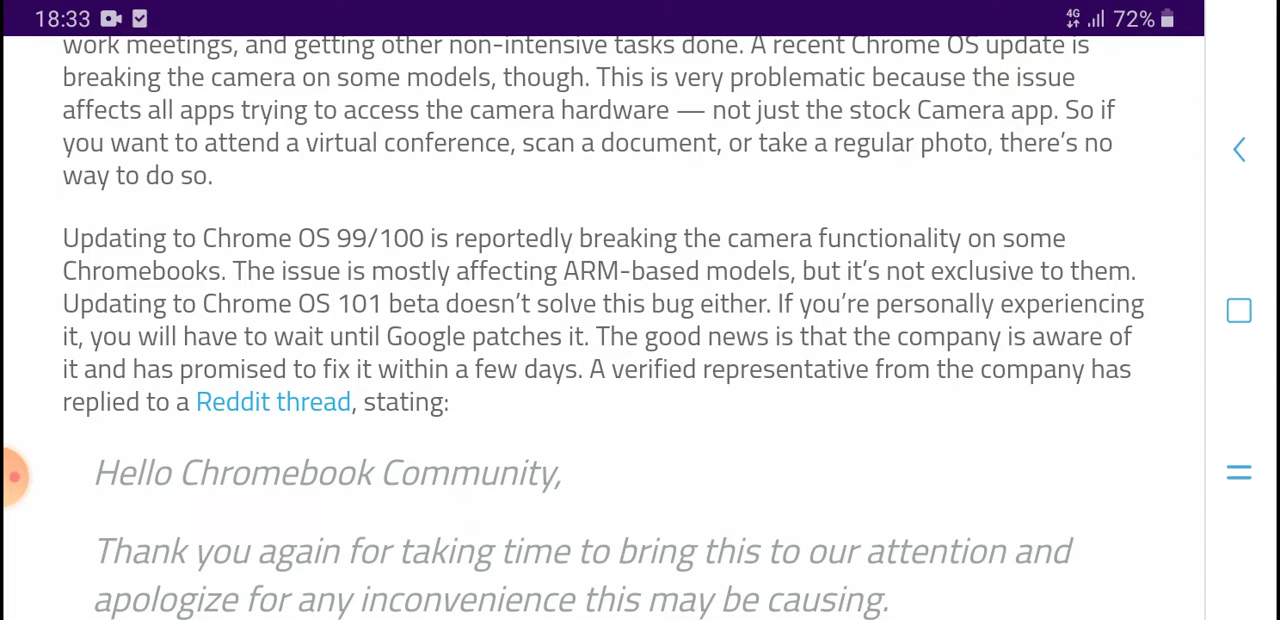 18:33
4G 72%
work meetings, and getting other non-intensive tasks done. A recent Chrome OS update is
breaking the camera on some models, though. This is very problematic because the issue
affects all apps trying to access the camera hardware — not just the stock Camera app. So if
you want to attend a virtual conference, scan a document, or take a regular photo, there’s no
way to do so.
Updating to Chrome OS 99/100 is reportedly breaking the camera functionality on some
Chromebooks. The issue is mostly affecting ARM-based models, but it’s not exclusive to them.
Updating to Chrome OS 101 beta doesn’t solve this bug either. If you’re personally experiencing
it, you will have to wait until Google patches it. The good news is that the company is aware of
it and has promised to fix it within a few days. A verified representative from the company has
replied to a Reddit thread, stating:
Hello Chromebook Community,
Thank you again for taking time to bring this to our attention and
apologize for any inconvenience this may be causing.